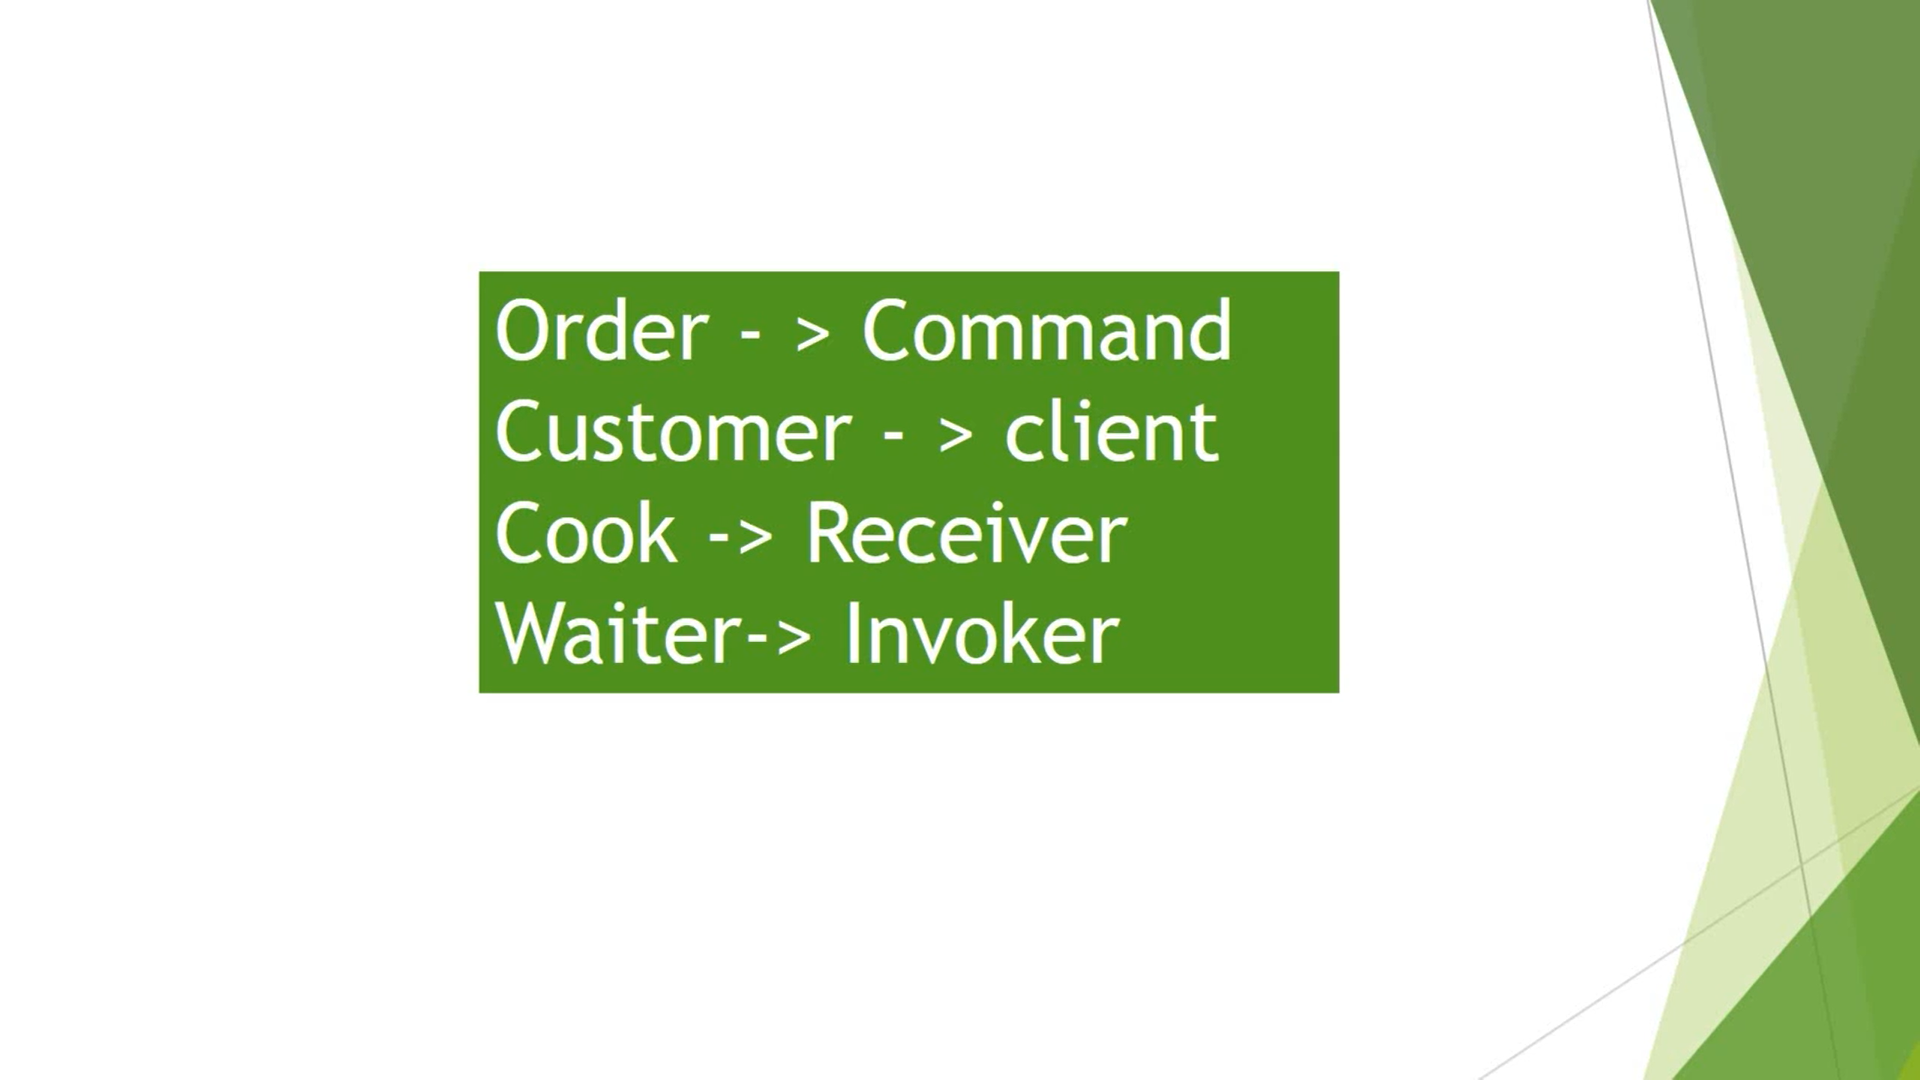 Order - > Command
Customer - > client
Cook -> Receiver
Waiter-> Invoker